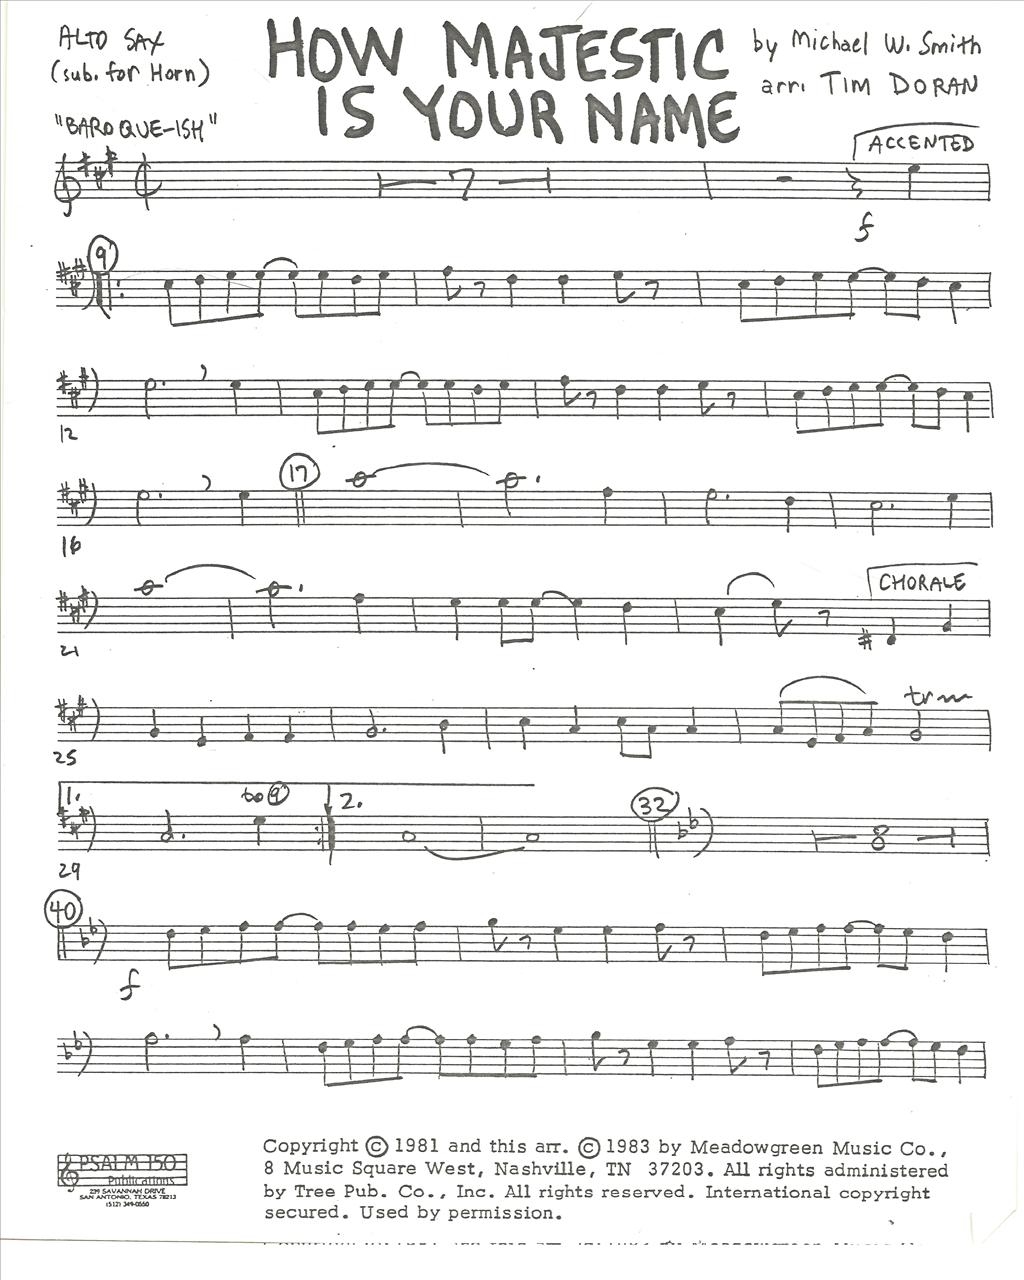 ALTO SAX
(sub. for Horn)
HOW MAJESTIC
IS YOUR NAME
by Michael W. Smith
arr. TIM DORAN
"BAROQUE-ISH"
ACCENTED
7
f
9
12
17
16
CHORALE
21
25
tr
1. to 9 2.
32
8
29
40
f
PSALM 150
Publications
239 SAVANNAH DRIVE
SAN ANTONIO, TEXAS 78213
(512) 349-0550
Copyright © 1981 and this arr. © 1983 by Meadowgreen Music Co.,
8 Music Square West, Nashville, TN 37203. All rights administered
by Tree Pub. Co., Inc. All rights reserved. International copyright
secured. Used by permission.